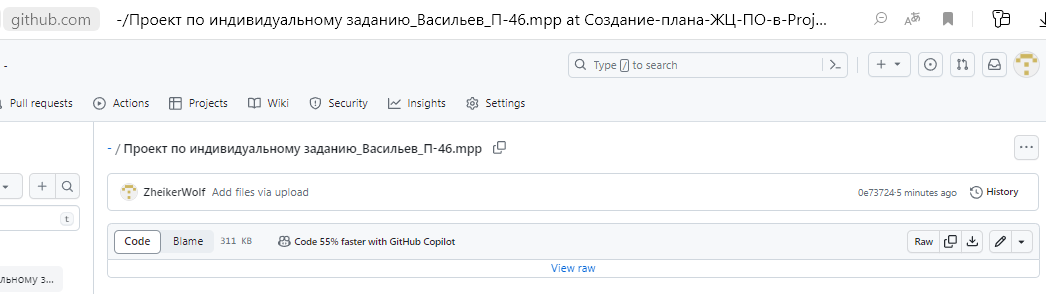 github.com
-/Проект по индивидуальному заданию_Васильев_П-46.mpp at Создание-плана-ЖЦ-ПО-в-Proj...
-
Type / to search
Pull requests
Actions
Projects
Wiki
Security
Insights
Settings
- / Проект по индивидуальному заданию_Васильев_П-46.mpp
ZheikerWolf Add files via upload
0e73724·5 minutes ago
History
t
Code
Blame
311 KB
Code 55% faster with GitHub Copilot
Raw
View raw
льному з...